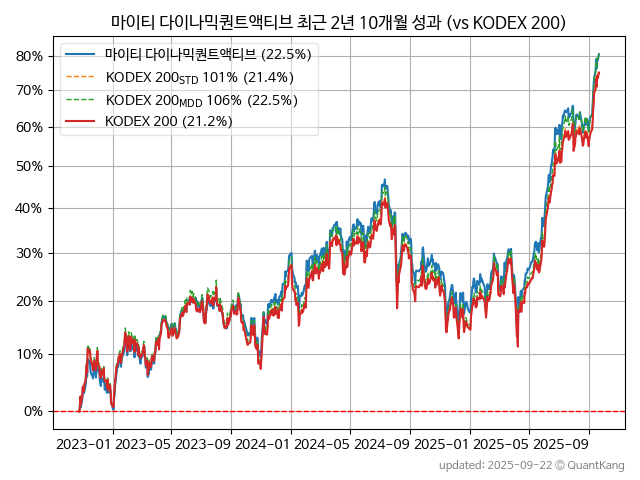 마이티 다이나믹퀀트액티브 최근 2년 10개월 성과 (vs KODEX 200)
마이티 다이나믹퀀트액티브 (22.5%)
KODEX 200STD 101% (21.4%)
KODEX 200MDD 106% (22.5%)
KODEX 200 (21.2%)
80%
70%
60%
50%
40%
30%
20%
10%
0%
2023-01 2023-05 2023-09 2024-01 2024-05 2024-09 2025-01 2025-05 2025-09
updated: 2025-09-22 © QuantKang